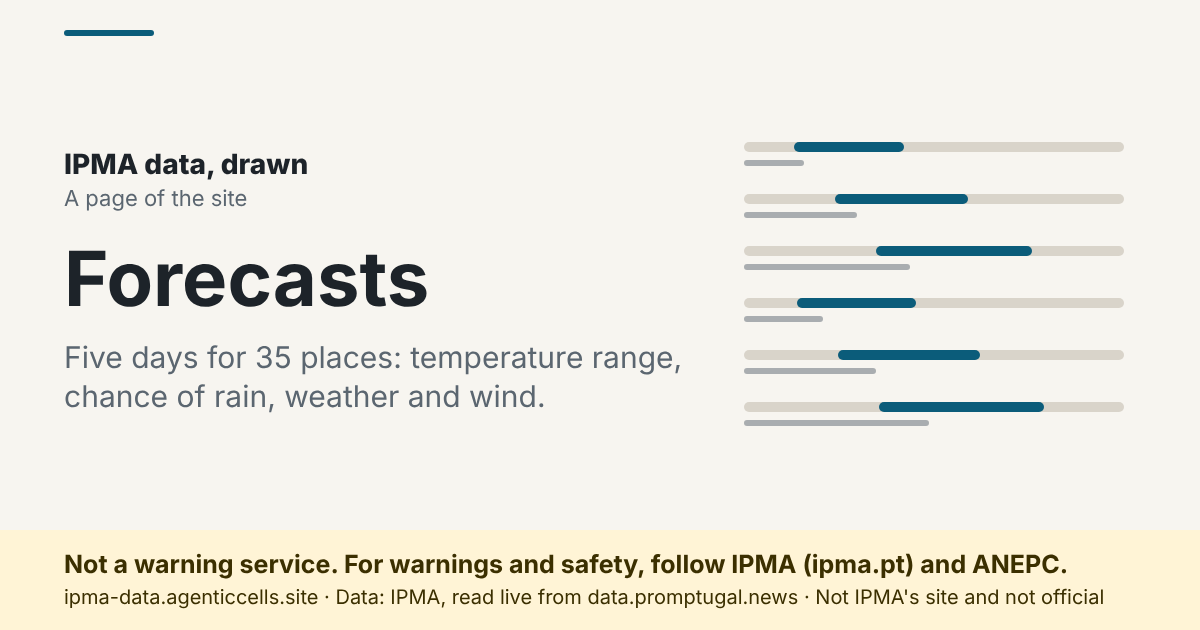 IPMA data, drawn
A page of the site
Forecasts
Five days for 35 places: temperature range,
chance of rain, weather and wind.
Not a warning service. For warnings and safety, follow IPMA (ipma.pt) and ANEPC.
ipma-data.agenticcells.site · Data: IPMA, read live from data.promptugal.news · Not IPMA's site and not official